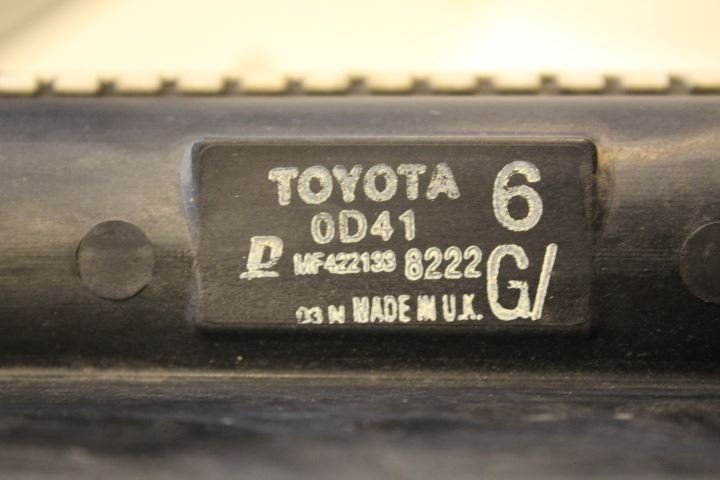 TOYOTA 6
0D41
MF422133 8222 G/
03 N MADE IN U.K.